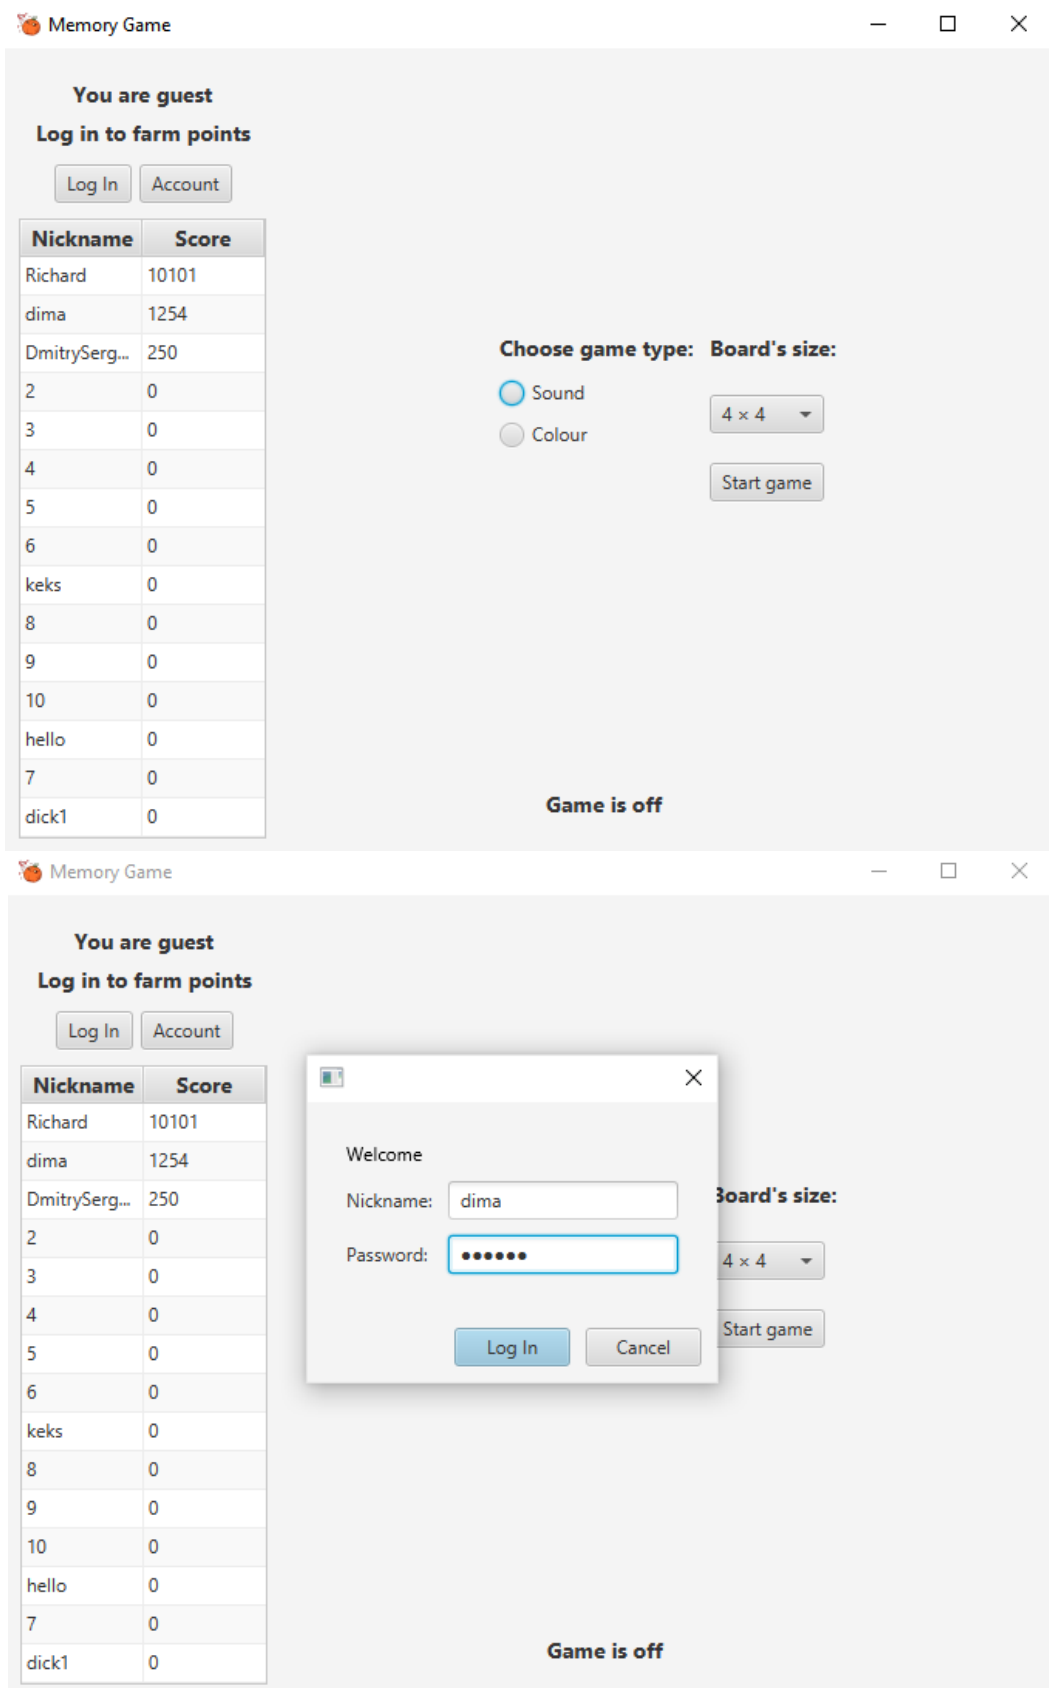 Memory Game
You are guest
Log in to farm points
Log In Account
Nickname Score
Richard 10101
dima 1254
DmitrySerg... 250
2 0
3 0
4 0
5 0
6 0
keks 0
8 0
9 0
10 0
hello 0
7 0
dick1 0
Choose game type: Board's size:
Sound
4 × 4
Colour
Start game
Game is off
Memory Game
You are guest
Log in to farm points
Log In Account
Nickname Score
Richard 10101
dima 1254
DmitrySerg... 250
2 0
3 0
4 0
5 0
6 0
keks 0
8 0
9 0
10 0
hello 0
7 0
dick1 0
Welcome
Nickname: dima
Password: ●●●●●●
Log In Cancel
Board's size:
4 × 4
Start game
Game is off